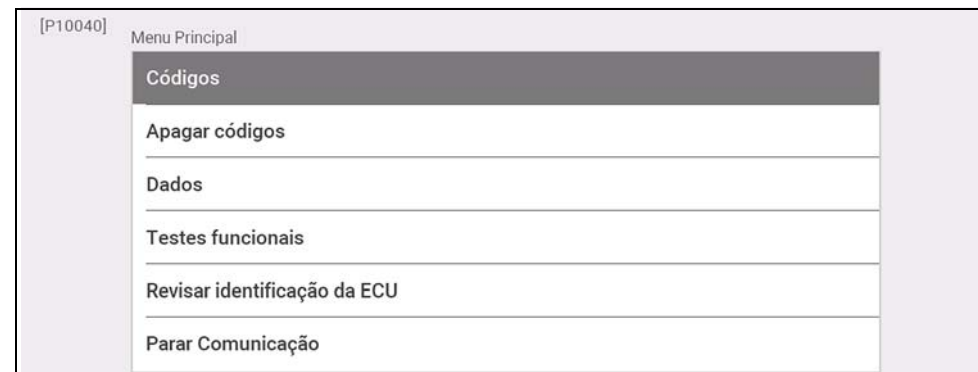 [P10040]
Menu Principal
Códigos
Apagar códigos
Dados
Testes funcionais
Revisar identificação da ECU
Parar Comunicação